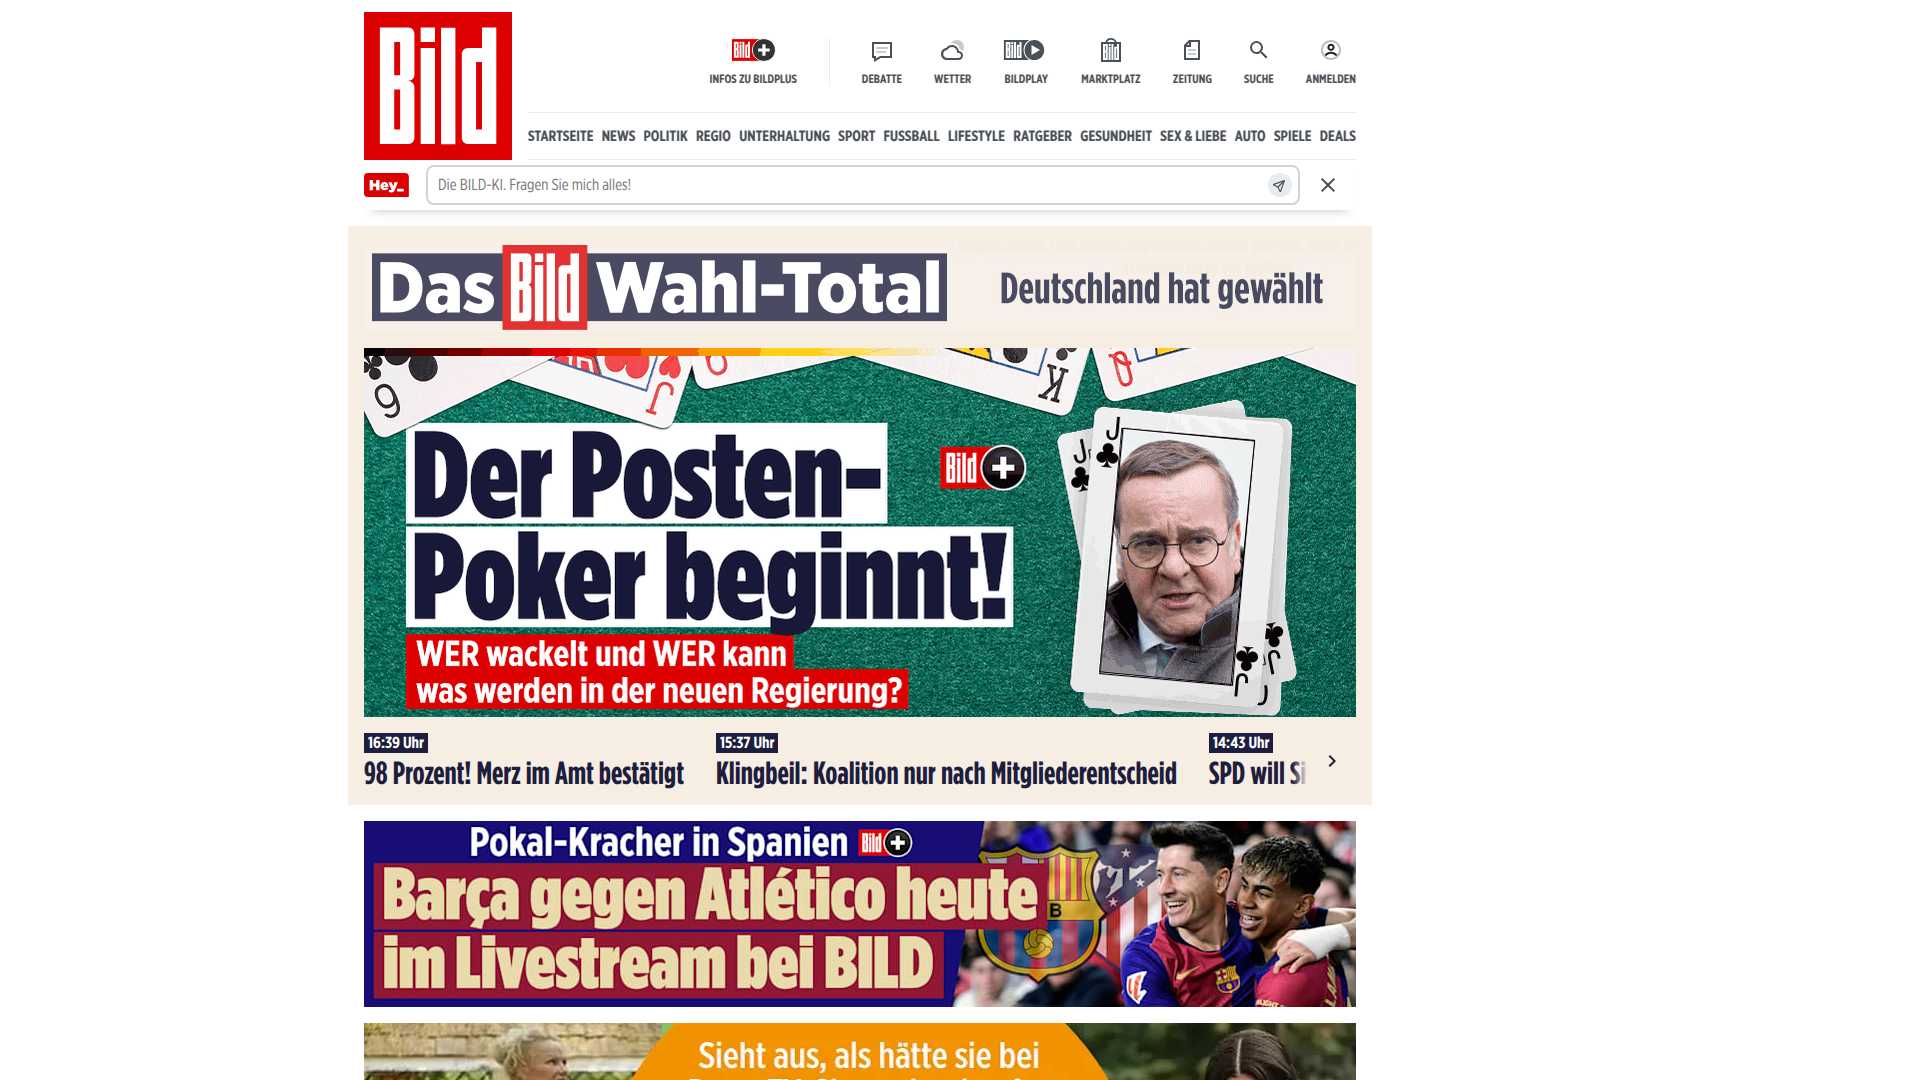 Bild
Bild
INFOS ZU BILDPLUS
DEBATTE
WETTER
Bild
BILDPLAY
Bild
MARKTPLATZ
ZEITUNG
SUCHE
ANMELDEN
STARTSEITE NEWS POLITIK REGIO UNTERHALTUNG SPORT FUSSBALL LIFESTYLE RATGEBER GESUNDHEIT SEX & LIEBE AUTO SPIELE DEALS
Hey_
Die BILD-KI. Fragen Sie mich alles!
Das Bild Wahl-Total
Deutschland hat gewählt
9
J
6
K
Q
Der Posten-
Bild
Poker beginnt!
J
J
WER wackelt und WER kann
was werden in der neuen Regierung?
J
J
16:39 Uhr
98 Prozent! Merz im Amt bestätigt
15:37 Uhr
Klingbeil: Koalition nur nach Mitgliederentscheid
14:43 Uhr
SPD will Si
Pokal-Kracher in Spanien Bild
Barça gegen Atlético heute
im Livestream bei BILD
B
Sieht aus, als hätte sie bei